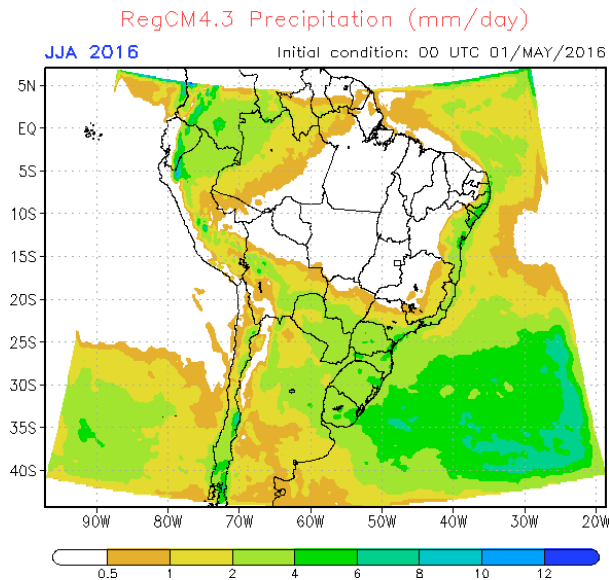 RegCM4.3 Precipitation (mm/day)
JJA 2016 Initial condition: 00 UTC 01/MAY/2016
5N
EQ
5S
10S
15S
20S
25S
30S
35S
40S
90W 80W 70W 60W 50W 40W 30W 20W
0.5 1 2 4 6 8 10 12